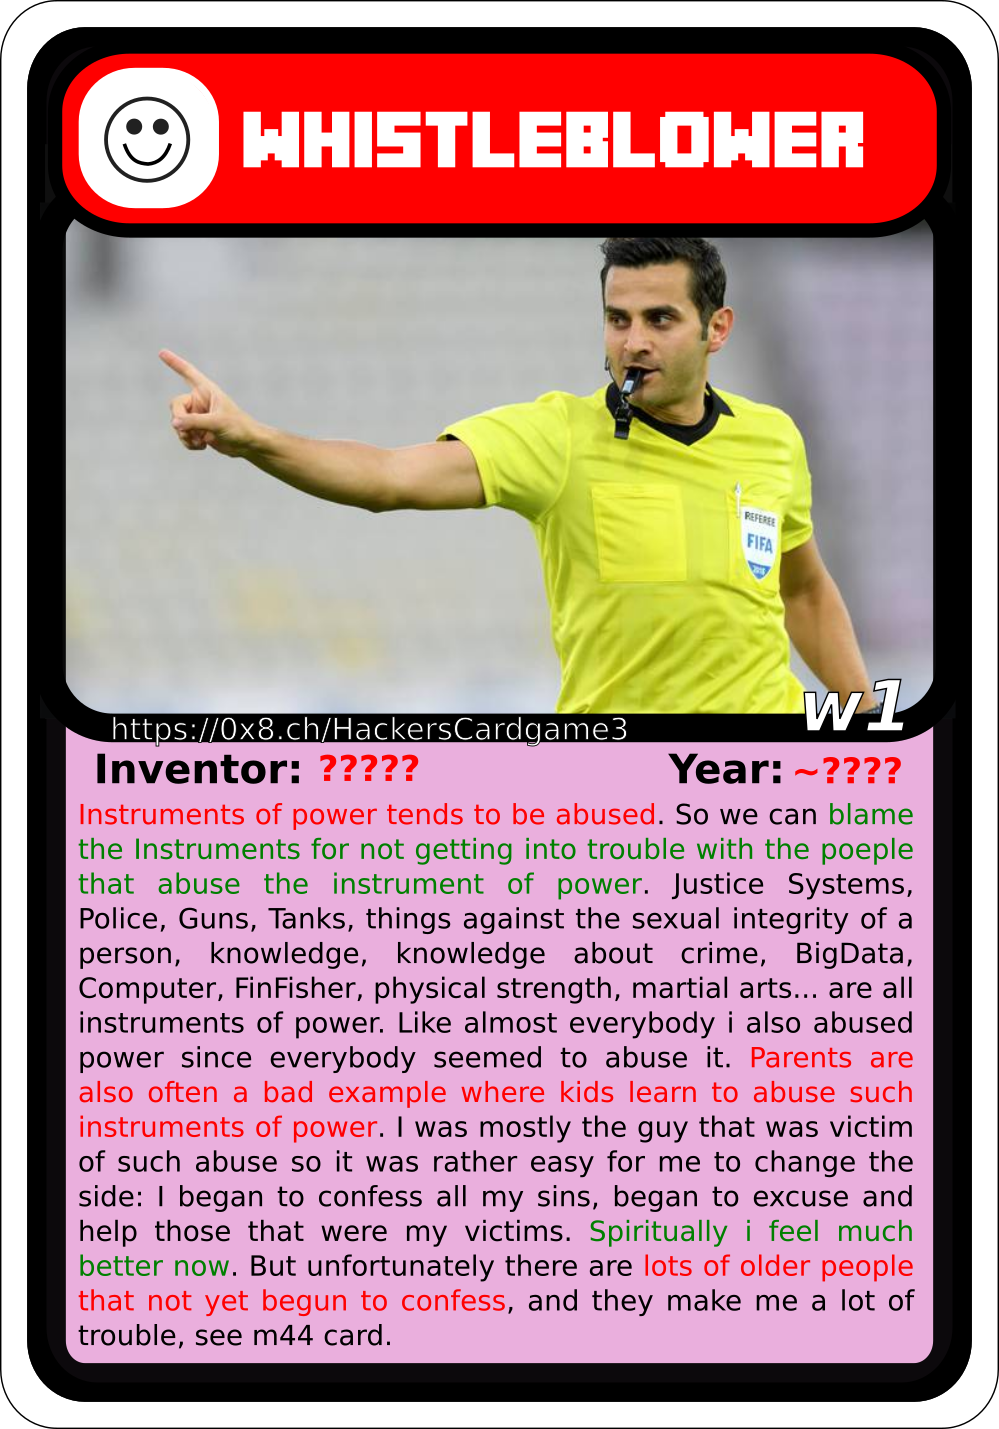 WHISTLEBLOWER
REFEREE
FIFA
w1
https://0x8.ch/HackersCardgame3
Inventor: ????? Year: ~????
Instruments of power tends to be abused. So we can blame
the Instruments for not getting into trouble with the poeple
that abuse the instrument of power. Justice Systems,
Police, Guns, Tanks, things against the sexual integrity of a
person, knowledge, knowledge about crime, BigData,
Computer, FinFisher, physical strength, martial arts... are all
instruments of power. Like almost everybody i also abused
power since everybody seemed to abuse it. Parents are
also often a bad example where kids learn to abuse such
instruments of power. I was mostly the guy that was victim
of such abuse so it was rather easy for me to change the
side: I began to confess all my sins, began to excuse and
help those that were my victims. Spiritually i feel much
better now. But unfortunately there are lots of older people
that not yet begun to confess, and they make me a lot of
trouble, see m44 card.